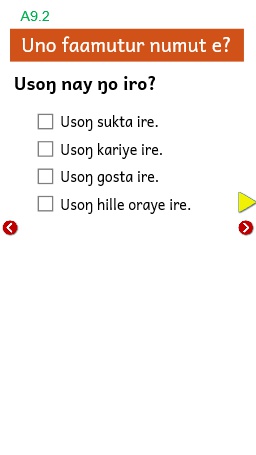 A9.2
Uno faamutur numut e?
Usoŋ nay ŋo iro?
Usoŋ sukta ire.
Usoŋ kariye ire.
Usoŋ gosta ire.
Usoŋ hille oraye ire.